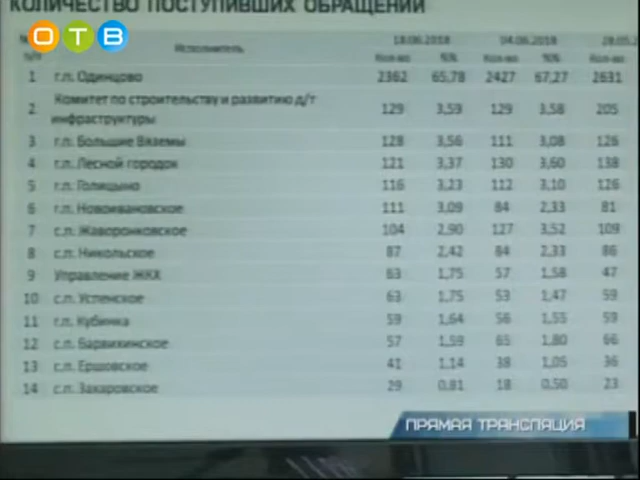 КОЛИЧЕСТВО ПОСТУПИВШИХ ОБРАЩЕНИЙ
ОТВ
Исполнитель 18.06.2018 04.06.2018
п/п Кол-во %% Кол-во %% Кол-во
1 г.п. Одинцово 2362 65,78 2427 67,27 2631
2 Комитет по строительству и развитию д/т инфраструктуры 129 3,59 129 3,58 205
3 г.п. Большие Вяземы 128 3,56 111 3,08 126
4 г.п. Лесной городок 121 3,37 130 3,60 138
5 г.п. Голицыно 116 3,23 112 3,10 126
6 г.п. Новоивановское 111 3,09 84 2,33 81
7 с.п. Жаворонковское 104 2,90 127 3,52 109
8 с.п. Никольское 87 2,42 84 2,33 86
9 Управление ЖКХ 63 1,75 57 1,58 47
10 с.п. Успенское 63 1,75 53 1,47 59
11 г.п. Кубинка 59 1,64 56 1,55 59
12 с.п. Барвихинское 57 1,59 65 1,80 66
13 с.п. Ершовское 41 1,14 38 1,05 36
14 с.п. Захаровское 29 0,81 18 0,50 23
ПРЯМАЯ ТРАНСЛЯЦИЯ